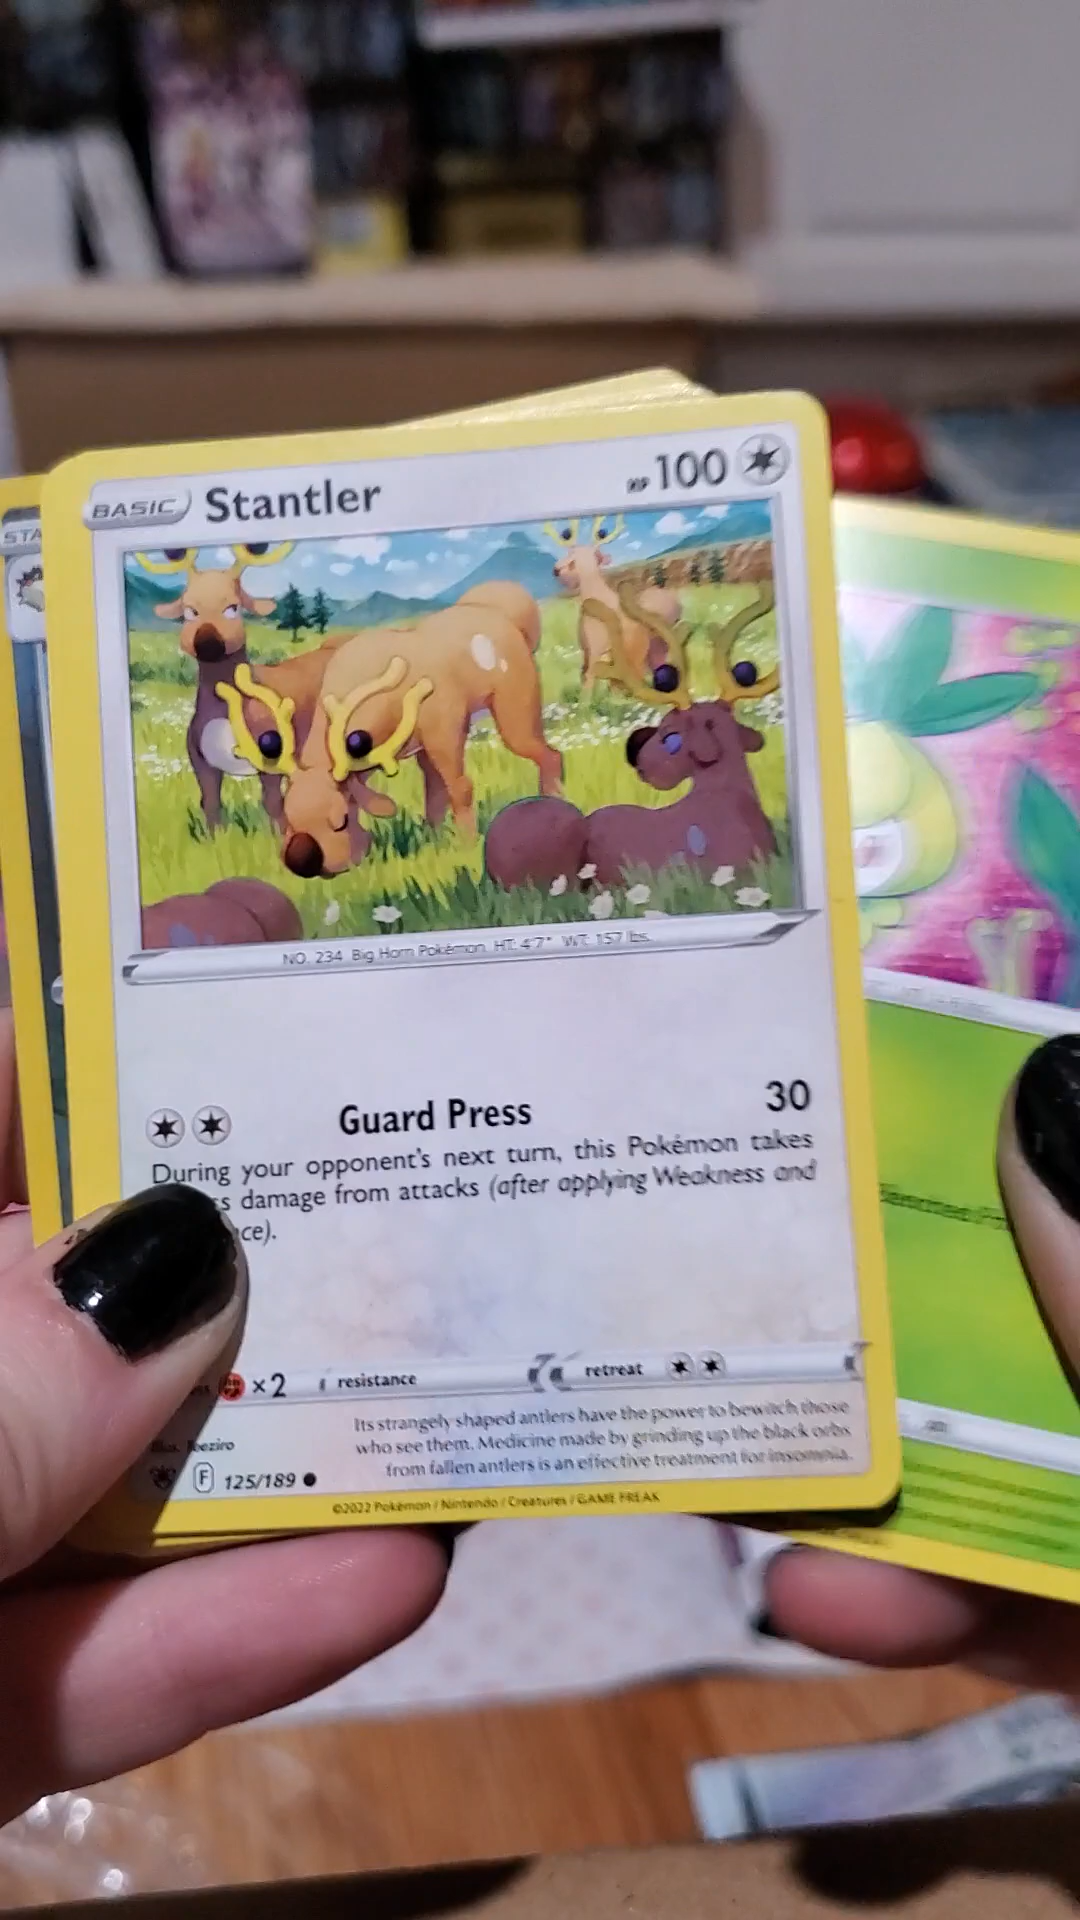 BASIC Stantler HP 100
STA
NO. 234 Big Horn Pokémon HT: 4'7" WT: 157 lbs.
Guard Press 30
During your opponent's next turn, this Pokémon takes
damage from attacks (after applying Weakness and
ce).
×2 resistance retreat
Its strangely shaped antlers have the power to bewitch those
who see them. Medicine made by grinding up the black orbs
from fallen antlers is an effective treatment for insomnia.
F 125/189
©2022 Pokémon / Nintendo / Creatures / GAME FREAK